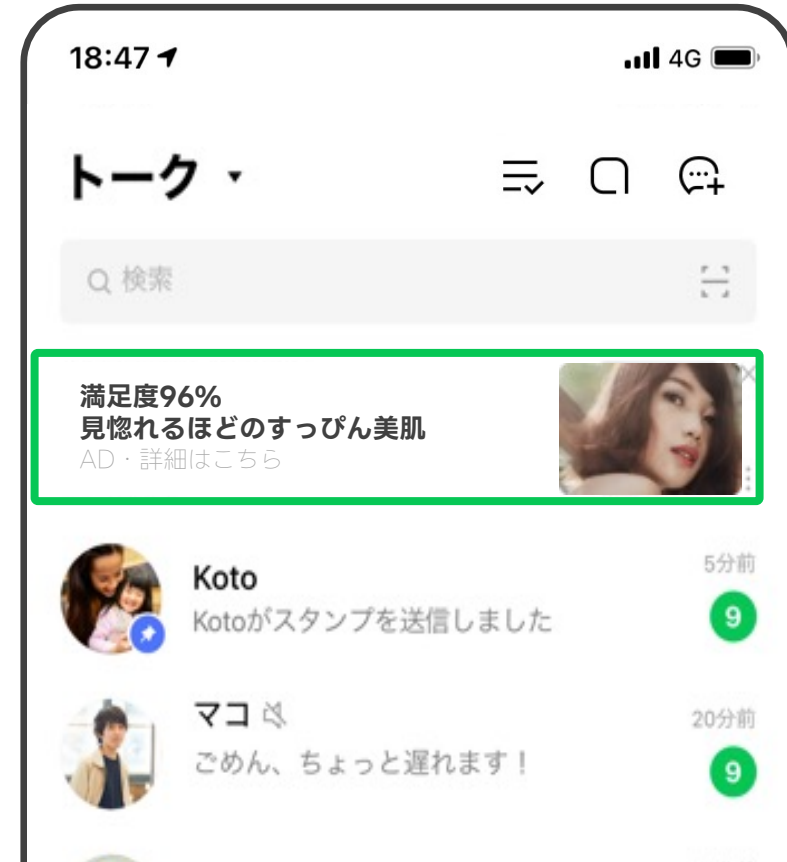 18:47
4G
トーク
検索
満足度96%
見惚れるほどのすっぴん美肌
AD・詳細はこちら
Koto
5分前
Kotoがスタンプを送信しました
9
マコ
20分前
ごめん、ちょっと遅れます！
9